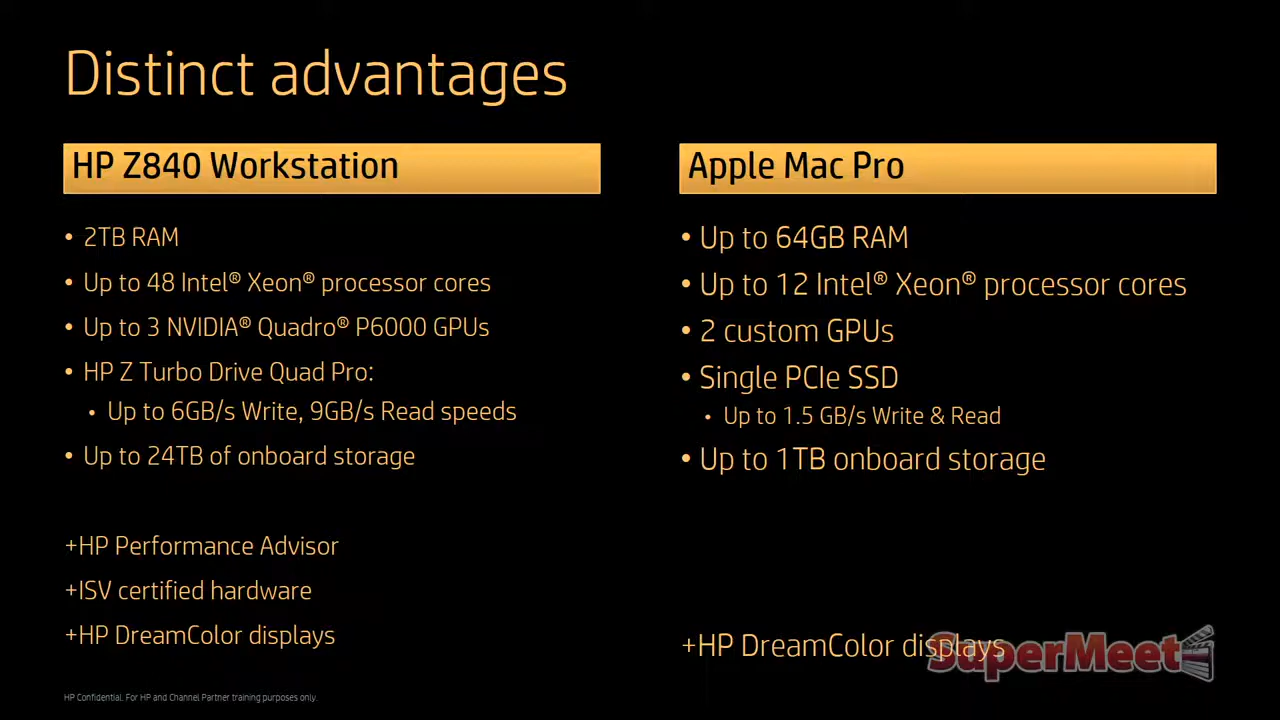 Distinct advantages
HP Z840 Workstation
• 2TB RAM
• Up to 48 Intel® Xeon® processor cores
• Up to 3 NVIDIA® Quadro® P6000 GPUs
• HP Z Turbo Drive Quad Pro:
• Up to 6GB/s Write, 9GB/s Read speeds
• Up to 24TB of onboard storage
+HP Performance Advisor
+ISV certified hardware
+HP DreamColor displays
Apple Mac Pro
• Up to 64GB RAM
• Up to 12 Intel® Xeon® processor cores
• 2 custom GPUs
• Single PCIe SSD
• Up to 1.5 GB/s Write & Read
• Up to 1TB onboard storage
+HP DreamColor displays
SuperMeet
HP Confidential. For HP and Channel Partner training purposes only.